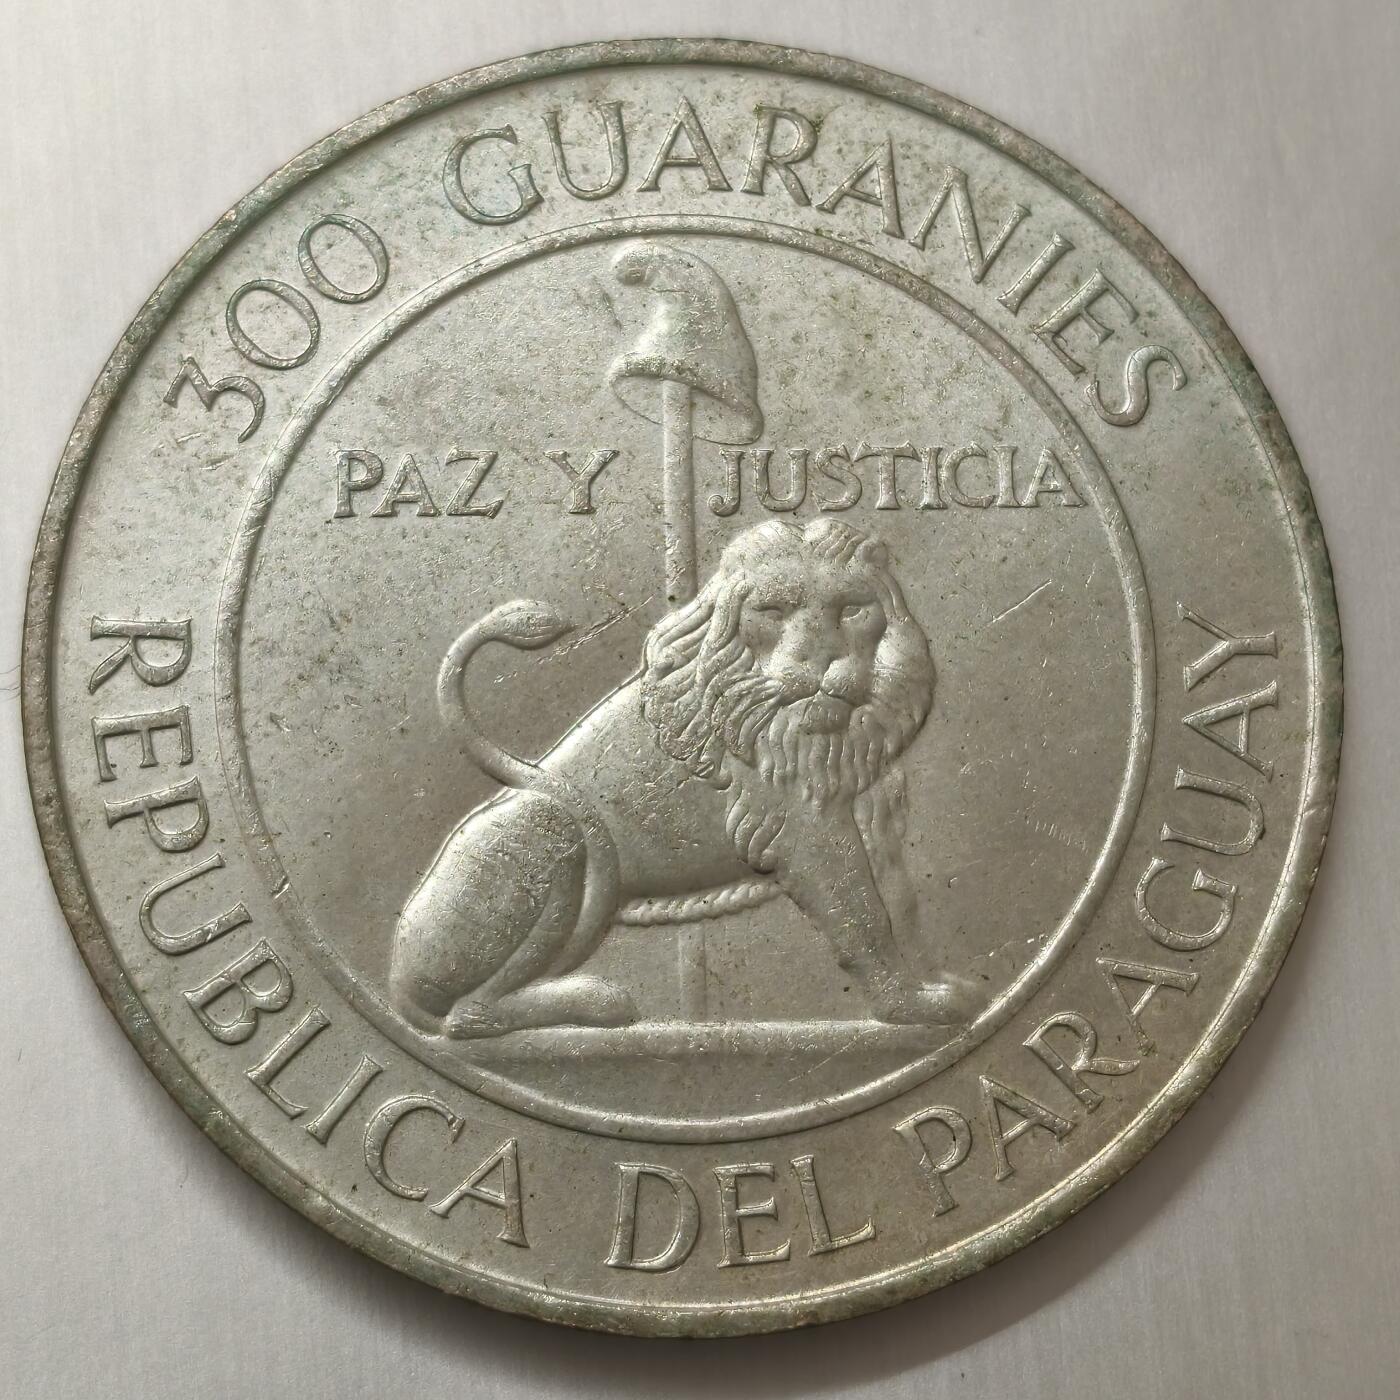 300 GUARANIES
PAZ Y JUSTICIA
REPUBLICA DEL PARAGUAY